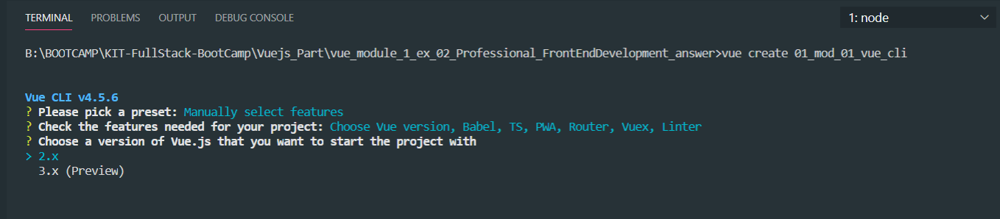 TERMINAL PROBLEMS OUTPUT DEBUG CONSOLE 1: node
B:\BOOTCAMP\KIT-FullStack-BootCamp\Vuejs_Part\vue_module_1_ex_02_Professional_FrontEndDevelopment_answer>vue create 01_mod_01_vue_cli
Vue CLI v4.5.6
? Please pick a preset: Manually select features
? Check the features needed for your project: Choose Vue version, Babel, TS, PWA, Router, Vuex, Linter
? Choose a version of Vue.js that you want to start the project with
> 2.x
3.x (Preview)